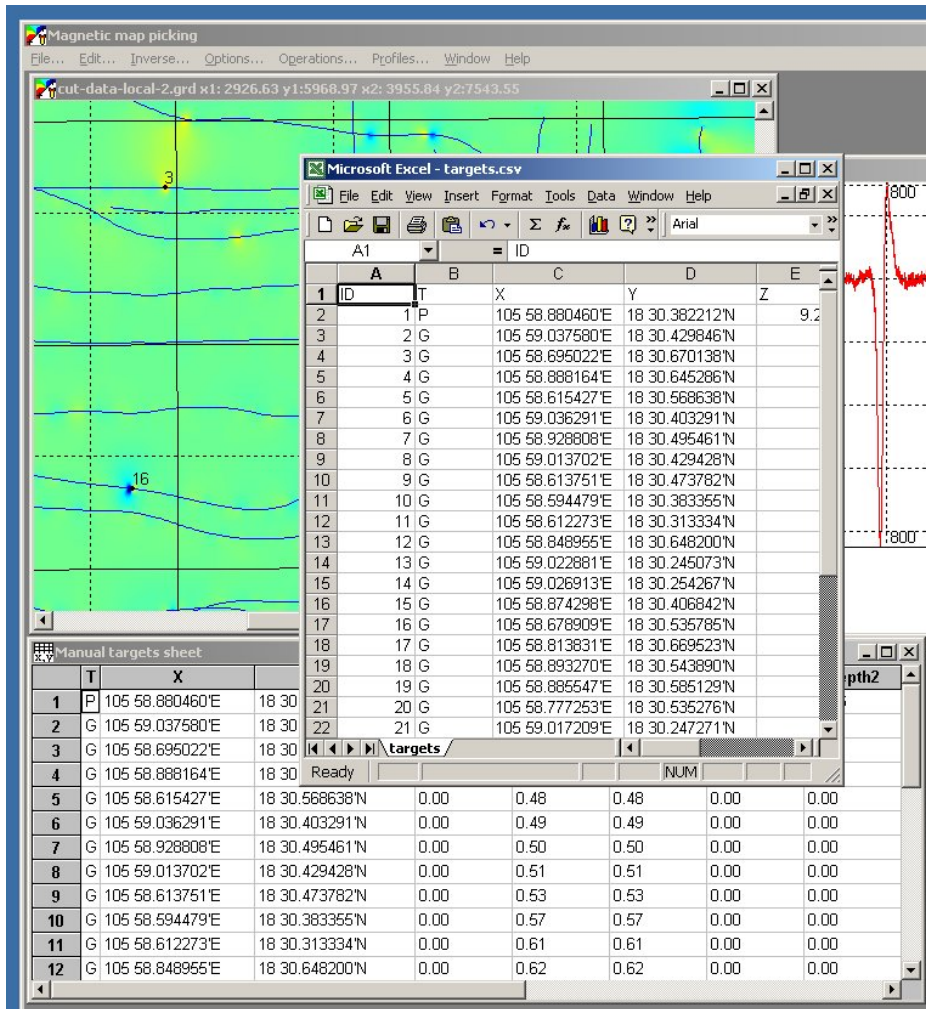 Magnetic map picking
File... Edit... Inverse... Options... Operations... Profiles... Window Help
cut-data-local-2.grd x1: 2926.63 y1:5968.97 x2: 3955.84 y2:7543.55
3
16
800
800
Microsoft Excel - targets.csv
File Edit View Insert Format Tools Data Window Help
Arial
A1 = ID
A B C D E
1 ID T X Y Z
2 1 P 105 58.880460'E 18 30.382212'N 9.2
3 2 G 105 59.037580'E 18 30.429846'N
4 3 G 105 58.695022'E 18 30.670138'N
5 4 G 105 58.888164'E 18 30.645286'N
6 5 G 105 58.615427'E 18 30.568638'N
7 6 G 105 59.036291'E 18 30.403291'N
8 7 G 105 58.928808'E 18 30.495461'N
9 8 G 105 59.013702'E 18 30.429428'N
10 9 G 105 58.613751'E 18 30.473782'N
11 10 G 105 58.594479'E 18 30.383355'N
12 11 G 105 58.612273'E 18 30.313334'N
13 12 G 105 58.848955'E 18 30.648200'N
14 13 G 105 59.022881'E 18 30.245073'N
15 14 G 105 59.026913'E 18 30.254267'N
16 15 G 105 58.874298'E 18 30.406842'N
17 16 G 105 58.678909'E 18 30.535785'N
18 17 G 105 58.813831'E 18 30.669523'N
19 18 G 105 58.893270'E 18 30.543890'N
20 19 G 105 58.885547'E 18 30.585129'N
21 20 G 105 58.777253'E 18 30.535276'N
22 21 G 105 59.017209'E 18 30.247271'N
targets
Ready NUM
Manual targets sheet
T X pth2
1 P 105 58.880460'E 18 30
2 G 105 59.037580'E 18 30
3 G 105 58.695022'E 18 30
4 G 105 58.888164'E 18 30
5 G 105 58.615427'E 18 30.568638'N 0.00 0.48 0.48 0.00 0.00
6 G 105 59.036291'E 18 30.403291'N 0.00 0.49 0.49 0.00 0.00
7 G 105 58.928808'E 18 30.495461'N 0.00 0.50 0.50 0.00 0.00
8 G 105 59.013702'E 18 30.429428'N 0.00 0.51 0.51 0.00 0.00
9 G 105 58.613751'E 18 30.473782'N 0.00 0.53 0.53 0.00 0.00
10 G 105 58.594479'E 18 30.383355'N 0.00 0.57 0.57 0.00 0.00
11 G 105 58.612273'E 18 30.313334'N 0.00 0.61 0.61 0.00 0.00
12 G 105 58.848955'E 18 30.648200'N 0.00 0.62 0.62 0.00 0.00